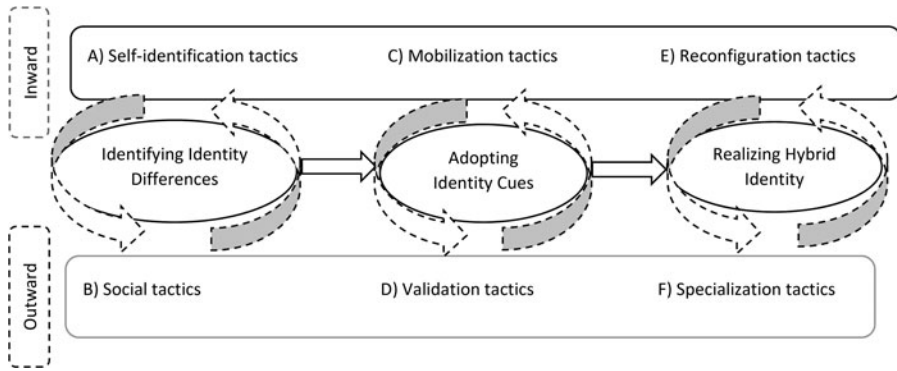 Inward
A) Self-identification tactics
C) Mobilization tactics
E) Reconfiguration tactics
Identifying Identity
Differences
Adopting
Identity Cues
Realizing Hybrid
Identity
Outward
B) Social tactics
D) Validation tactics
F) Specialization tactics